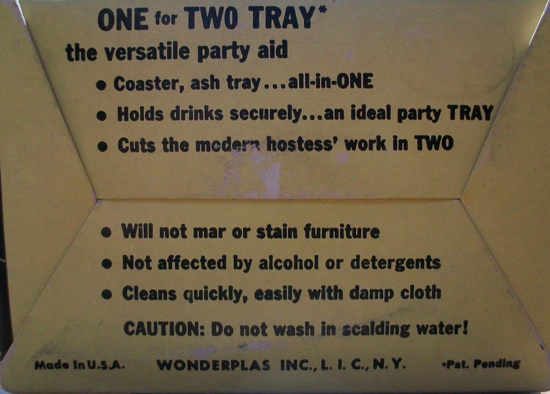 ONE for TWO TRAY*
the versatile party aid
• Coaster, ash tray...all-in-ONE
• Holds drinks securely...an ideal party TRAY
• Cuts the modern hostess' work in TWO
• Will not mar or stain furniture
• Not affected by alcohol or detergents
• Cleans quickly, easily with damp cloth
CAUTION: Do not wash in scalding water!
Made in U.S.A. WONDERPLAS INC., L. I. C., N. Y. *Pat. Pending